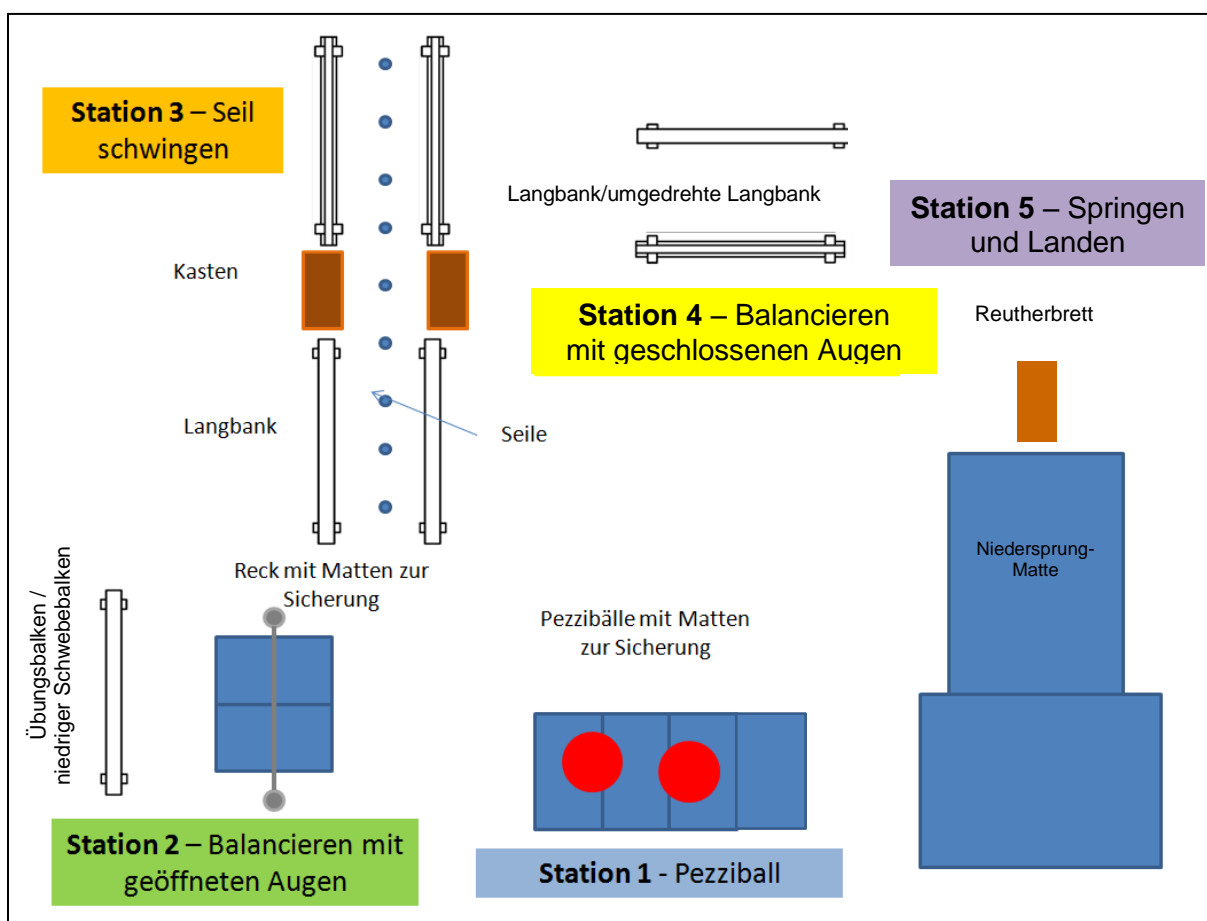 Station 3 – Seil
schwingen
Kasten
Langbank
Seile
Langbank/umgedrehte Langbank
Station 4 – Balancieren
mit geschlossenen Augen
Station 5 – Springen
und Landen
Reutherbrett
Niedersprung-
Matte
Übungsbalken /
niedriger Schwebebalken
Reck mit Matten zur
Sicherung
Station 2 – Balancieren mit
geöffneten Augen
Pezzibälle mit Matten
zur Sicherung
Station 1 - Pezziball